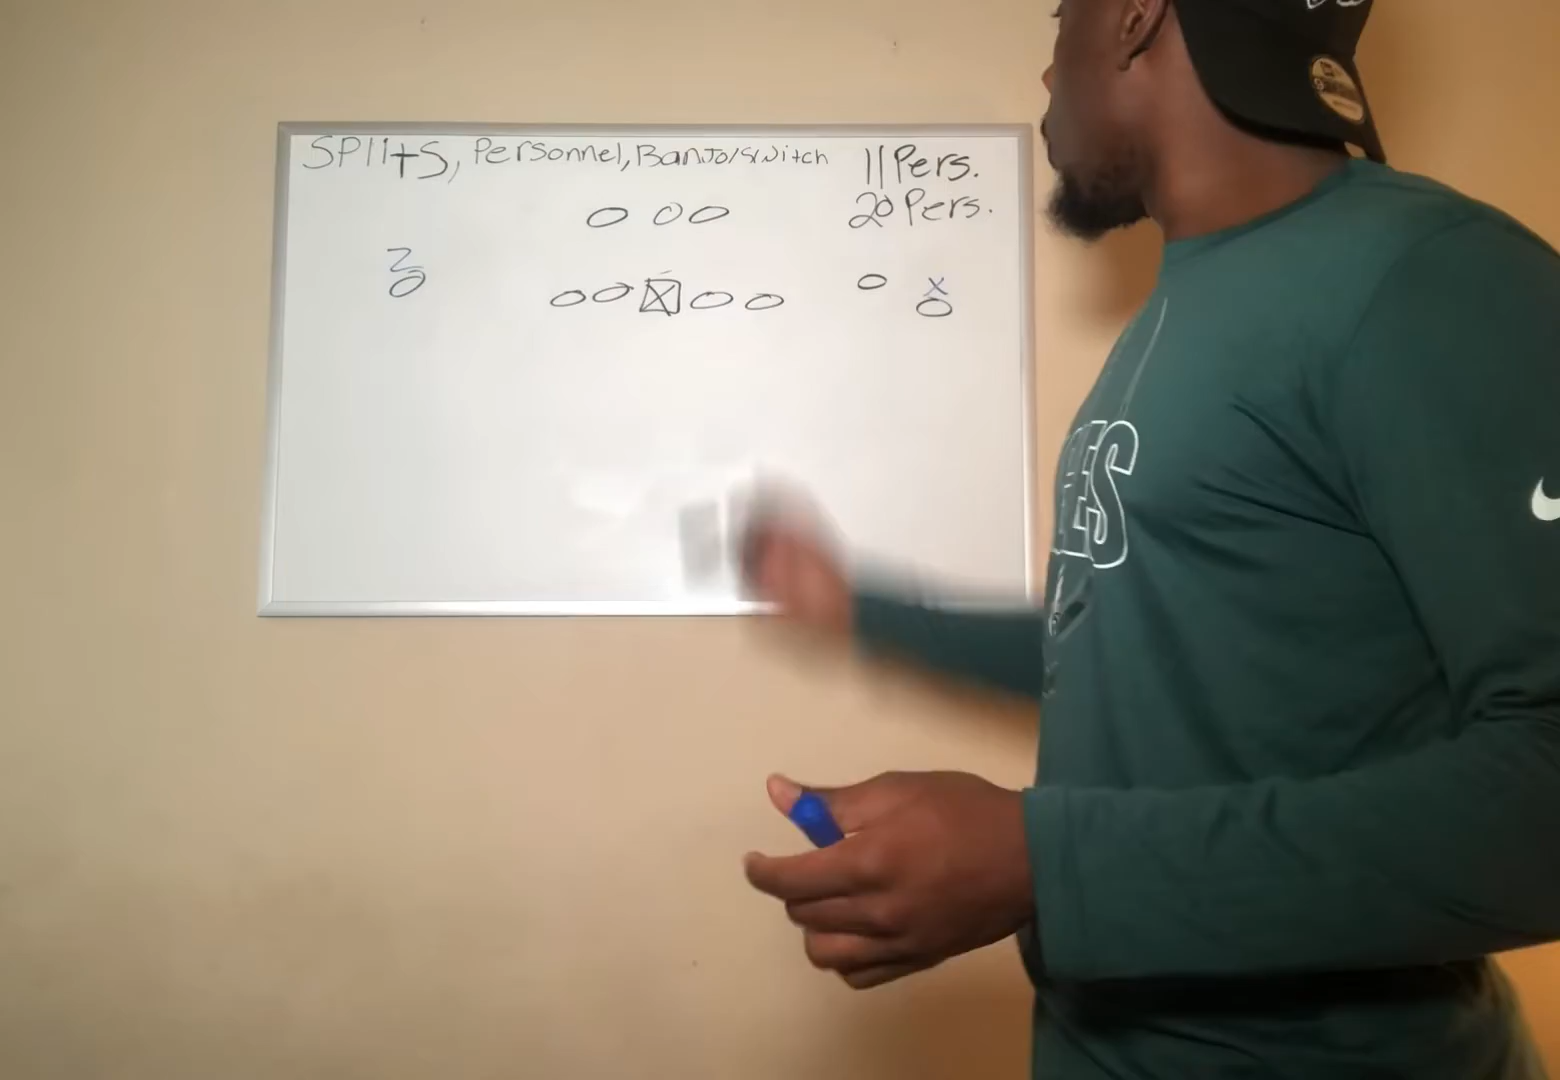 SPlitS, Personnel, Banjo/Switch
11 Pers.
20 Pers.
Z
X